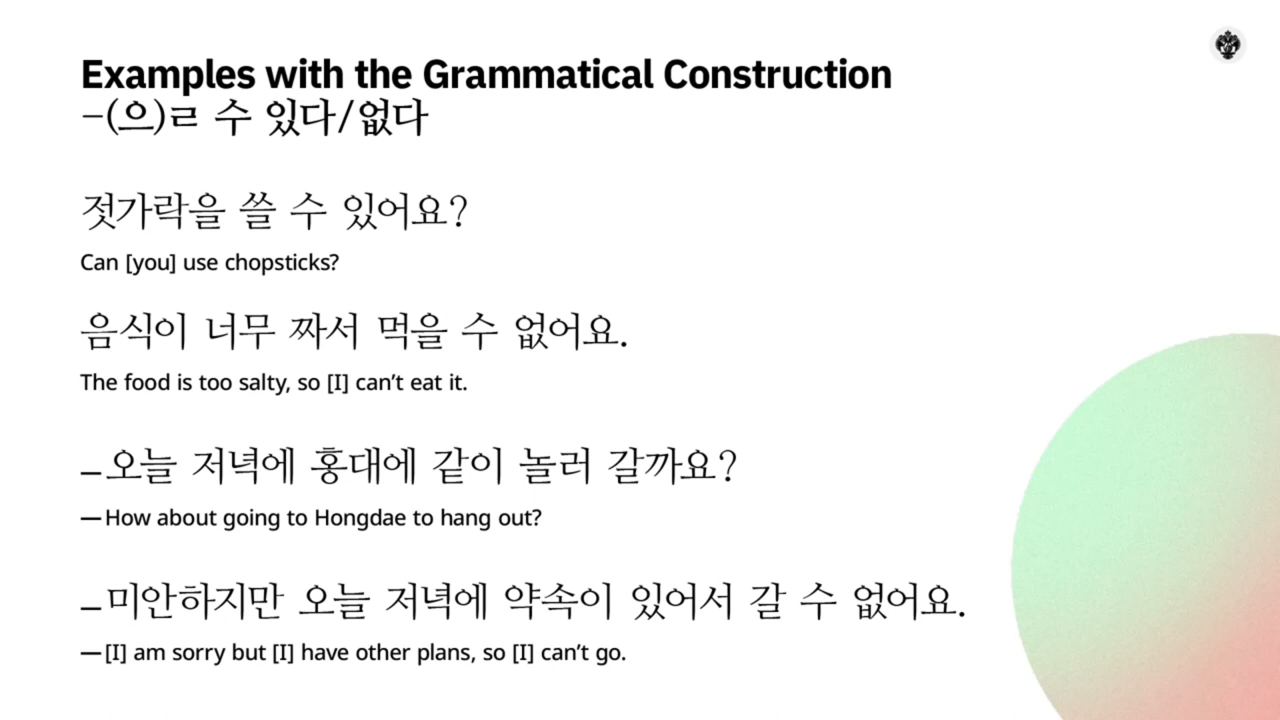 Examples with the Grammatical Construction
-(으)ㄹ 수 있다/없다
젓가락을 쓸 수 있어요?
Can [you] use chopsticks?
음식이 너무 짜서 먹을 수 없어요.
The food is too salty, so [I] can’t eat it.
—오늘 저녁에 홍대에 같이 놀러 갈까요?
—How about going to Hongdae to hang out?
—미안하지만 오늘 저녁에 약속이 있어서 갈 수 없어요.
—[I] am sorry but [I] have other plans, so [I] can’t go.